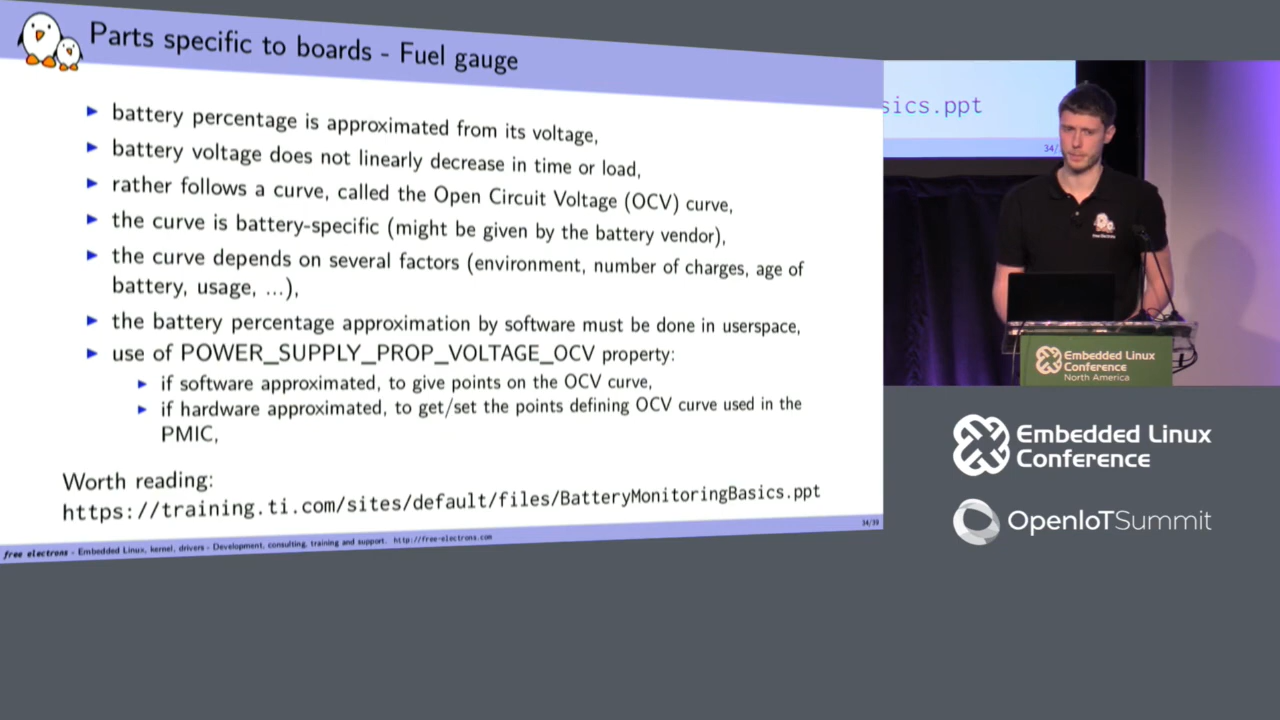 Parts specific to boards - Fuel gauge
battery percentage is approximated from its voltage,
battery voltage does not linearly decrease in time or load,
rather follows a curve, called the Open Circuit Voltage (OCV) curve,
the curve is battery-specific (might be given by the battery vendor),
the curve depends on several factors (environment, number of charges, age of
battery, usage, ...),
the battery percentage approximation by software must be done in userspace,
use of POWER_SUPPLY_PROP_VOLTAGE_OCV property:
if software approximated, to give points on the OCV curve,
if hardware approximated, to get/set the points defining OCV curve used in the
PMIC,
Worth reading:
https://training.ti.com/sites/default/files/BatteryMonitoringBasics.ppt
34/39
free electrons - Embedded Linux, kernel, drivers - Development, consulting, training and support. http://free-electrons.com
sics.ppt
34/
Free Electrons
Embedded Linux
Conference
North America
Embedded Linux
Conference
OpenIoTSummit